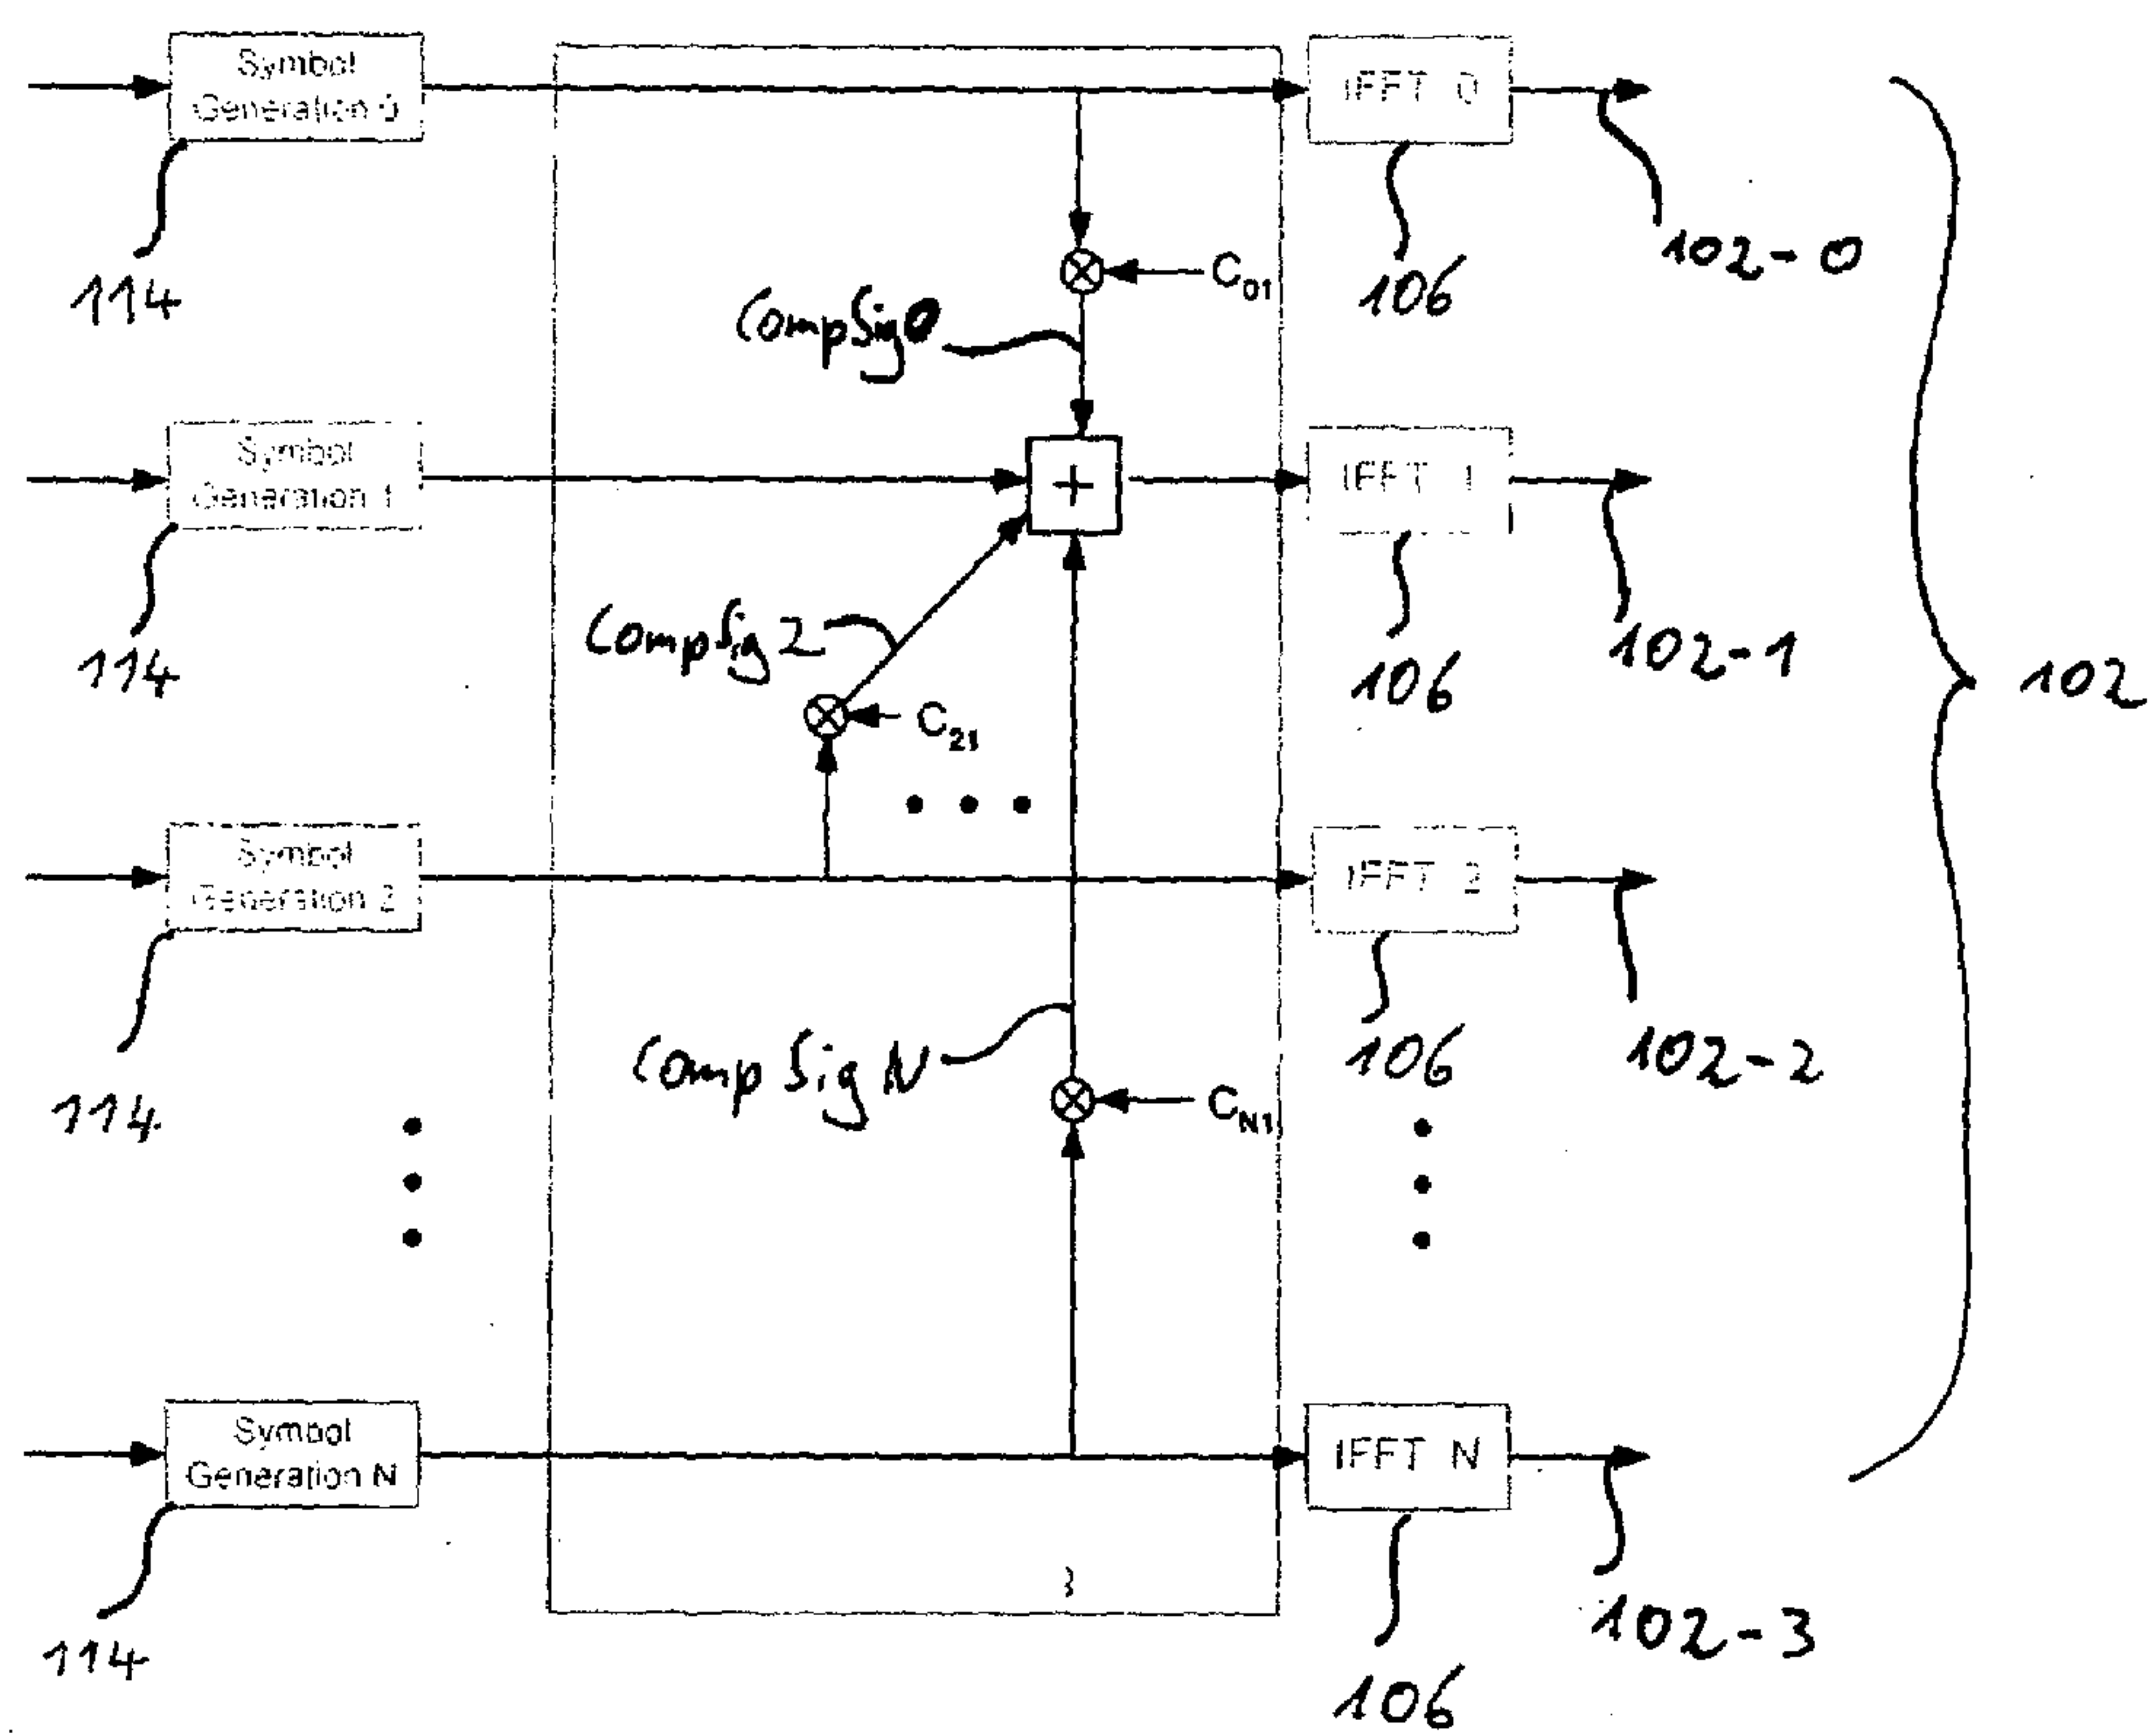 Symbol
Generation 0
IFFT 0
114
106
102-0
C01
CompSig0
Symbol
Generation 1
IFFT 1
114
106
102-1
102
CompSig2
C21
Symbol
Generation 2
IFFT 2
114
106
102-2
CompSigN
CN1
Symbol
Generation N
IFFT N
114
106
102-3